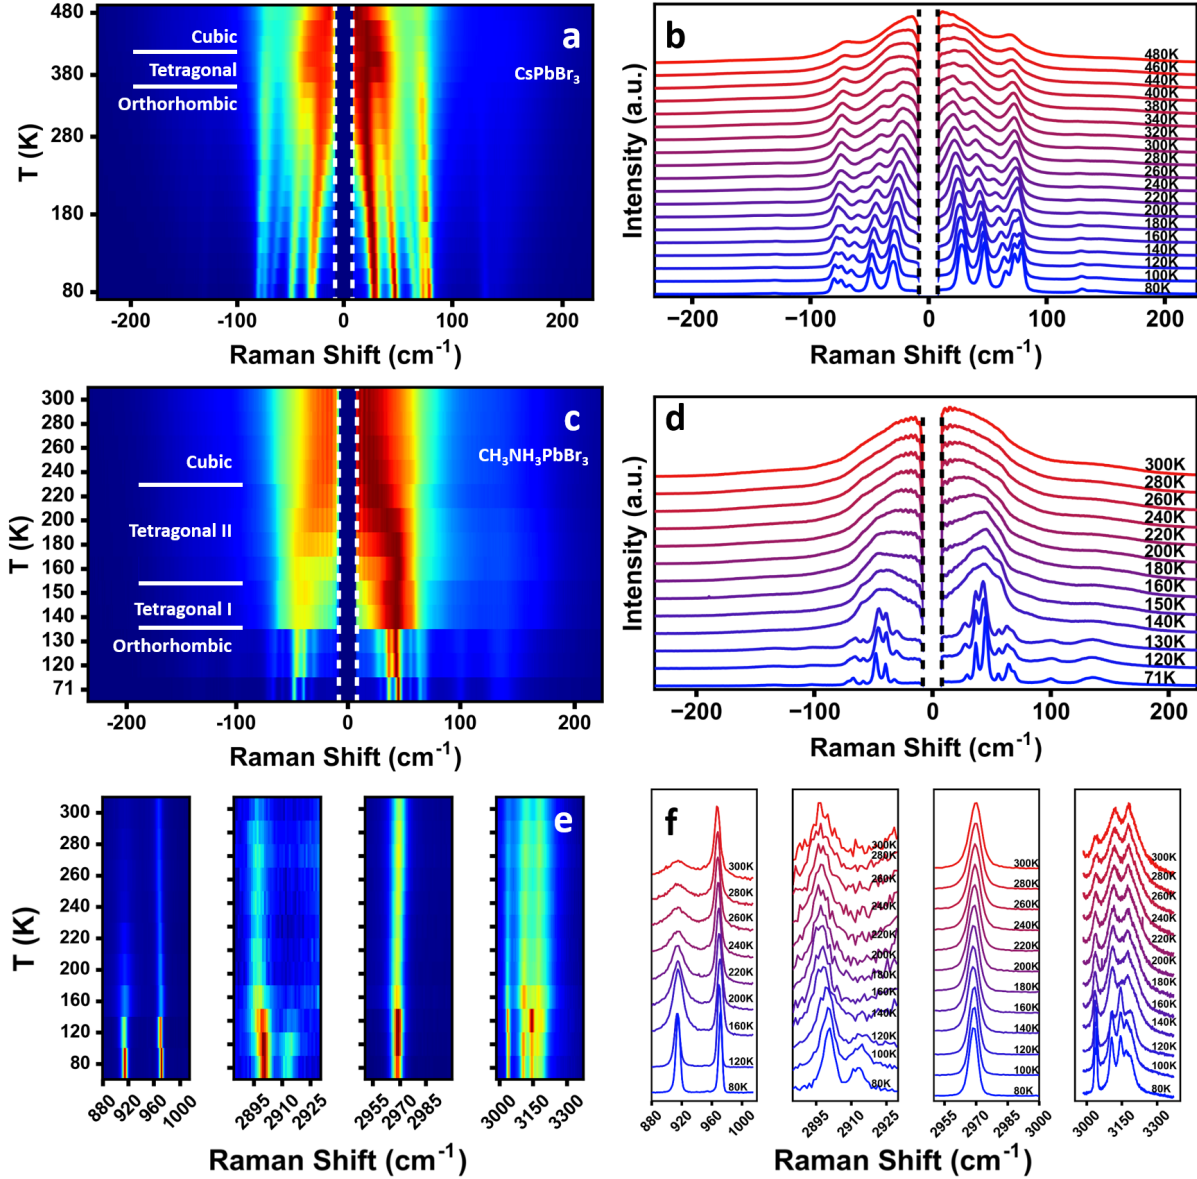 a
CsPbBr3
Cubic
Tetragonal
Orthorhombic
480
380
280
180
80
T (K)
-200 -100 0 100 200
Raman Shift (cm-1)
b
480K
460K
440K
400K
380K
340K
320K
300K
280K
260K
240K
220K
200K
180K
160K
140K
120K
100K
80K
Intensity (a.u.)
−200 −100 0 100 200
Raman Shift (cm-1)
c
CH3NH3PbBr3
Cubic
Tetragonal II
Tetragonal I
Orthorhombic
300
280
260
240
220
200
180
160
150
140
130
120
71
T (K)
-200 -100 0 100 200
Raman Shift (cm-1)
d
300K
280K
260K
240K
220K
200K
180K
160K
150K
140K
130K
120K
71K
Intensity (a.u.)
−200 −100 0 100 200
Raman Shift (cm-1)
e
300
280
260
240
220
200
160
120
80
T (K)
880 920 960 1000
2895 2910 2925
2955 2970 2985
3000 3150 3300
Raman Shift (cm-1)
f
300K
280K
260K
240K
220K
200K
160K
120K
80K
880 920 960 1000
300K
280K
260K
240K
220K
200K
180K
160K
140K
120K
100K
80K
2895 2910 2925
300K
280K
260K
240K
220K
200K
180K
160K
140K
120K
100K
80K
2955 2970 2985 3000
300K
280K
260K
240K
220K
200K
180K
160K
140K
120K
100K
80K
3000 3150 3300
Raman Shift (cm-1)